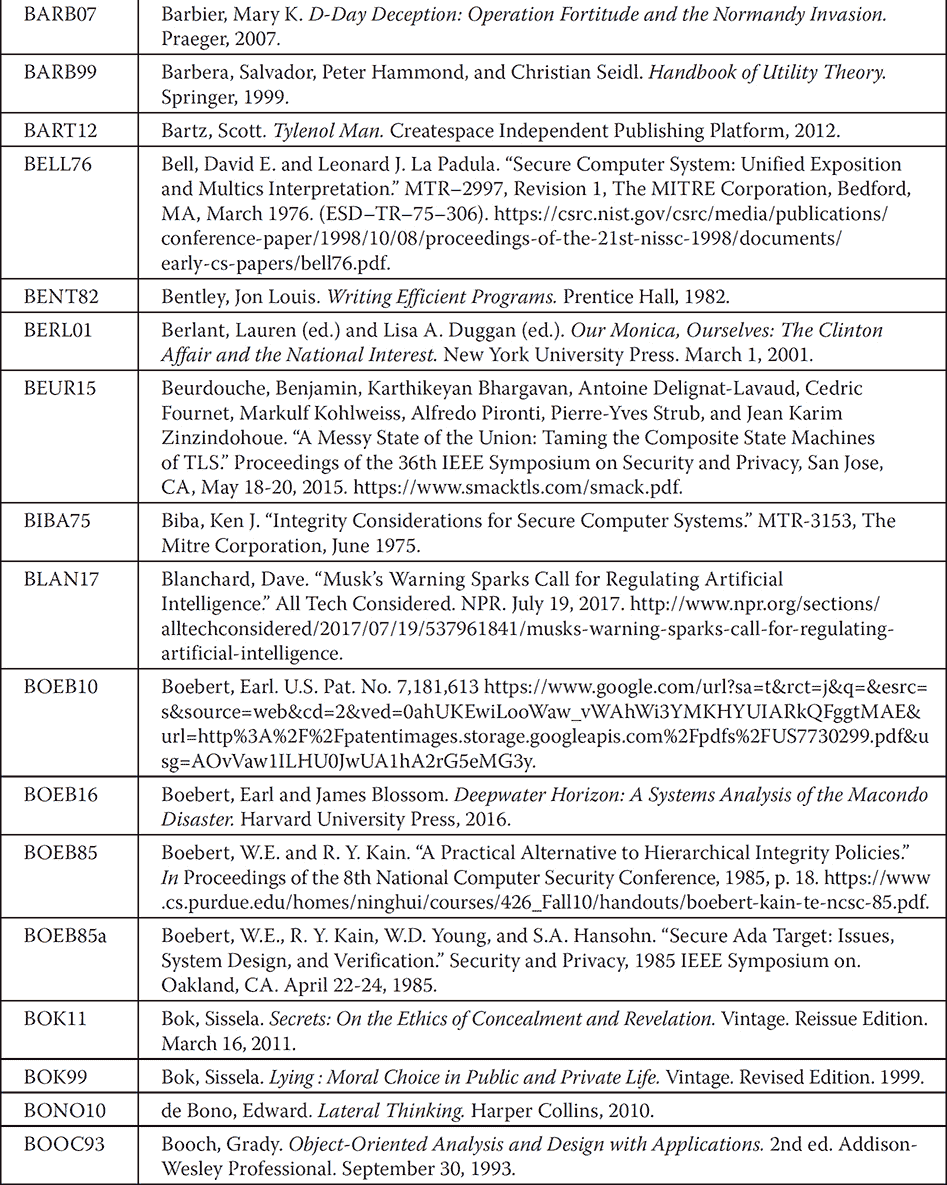 BARB07 Barbier, Mary K. D-Day Deception: Operation Fortitude and the Normandy Invasion.
Praeger, 2007.
BARB99 Barbera, Salvador, Peter Hammond, and Christian Seidl. Handbook of Utility Theory.
Springer, 1999.
BART12 Bartz, Scott. Tylenol Man. Createspace Independent Publishing Platform, 2012.
BELL76 Bell, David E. and Leonard J. La Padula. “Secure Computer System: Unified Exposition
and Multics Interpretation.” MTR–2997, Revision 1, The MITRE Corporation, Bedford,
MA, March 1976. (ESD–TR–75–306). https://csrc.nist.gov/csrc/media/publications/
conference-paper/1998/10/08/proceedings-of-the-21st-nissc-1998/documents/
early-cs-papers/bell76.pdf.
BENT82 Bentley, Jon Louis. Writing Efficient Programs. Prentice Hall, 1982.
BERL01 Berlant, Lauren (ed.) and Lisa A. Duggan (ed.). Our Monica, Ourselves: The Clinton
Affair and the National Interest. New York University Press. March 1, 2001.
BEUR15 Beurdouche, Benjamin, Karthikeyan Bhargavan, Antoine Delignat-Lavaud, Cedric
Fournet, Markulf Kohlweiss, Alfredo Pironti, Pierre-Yves Strub, and Jean Karim
Zinzindohoue. “A Messy State of the Union: Taming the Composite State Machines
of TLS.” Proceedings of the 36th IEEE Symposium on Security and Privacy, San Jose,
CA, May 18-20, 2015. https://www.smacktls.com/smack.pdf.
BIBA75 Biba, Ken J. “Integrity Considerations for Secure Computer Systems.” MTR-3153, The
Mitre Corporation, June 1975.
BLAN17 Blanchard, Dave. “Musk’s Warning Sparks Call for Regulating Artificial
Intelligence.” All Tech Considered. NPR. July 19, 2017. http://www.npr.org/sections/
alltechconsidered/2017/07/19/537961841/musks-warning-sparks-call-for-regulating-
artificial-intelligence.
BOEB10 Boebert, Earl. U.S. Pat. No. 7,181,613 https://www.google.com/url?sa=t&rct=j&q=&esrc=
s&source=web&cd=2&ved=0ahUKEwiLooWaw_vWAhWi3YMKHYUIARkQFggtMAE&
url=http%3A%2F%2Fpatentimages.storage.googleapis.com%2Fpdfs%2FUS7730299.pdf&u
sg=AOvVaw1ILHU0JwUA1hA2rG5eMG3y.
BOEB16 Boebert, Earl and James Blossom. Deepwater Horizon: A Systems Analysis of the Macondo
Disaster. Harvard University Press, 2016.
BOEB85 Boebert, W.E. and R. Y. Kain. “A Practical Alternative to Hierarchical Integrity Policies.”
In Proceedings of the 8th National Computer Security Conference, 1985, p. 18. https://www
.cs.purdue.edu/homes/ninghui/courses/426_Fall10/handouts/boebert-kain-te-ncsc-85.pdf.
BOEB85a Boebert, W.E., R. Y. Kain, W.D. Young, and S.A. Hansohn. “Secure Ada Target: Issues,
System Design, and Verification.” Security and Privacy, 1985 IEEE Symposium on.
Oakland, CA. April 22-24, 1985.
BOK11 Bok, Sissela. Secrets: On the Ethics of Concealment and Revelation. Vintage. Reissue Edition.
March 16, 2011.
BOK99 Bok, Sissela. Lying : Moral Choice in Public and Private Life. Vintage. Revised Edition. 1999.
BONO10 de Bono, Edward. Lateral Thinking. Harper Collins, 2010.
BOOC93 Booch, Grady. Object-Oriented Analysis and Design with Applications. 2nd ed. Addison-
Wesley Professional. September 30, 1993.